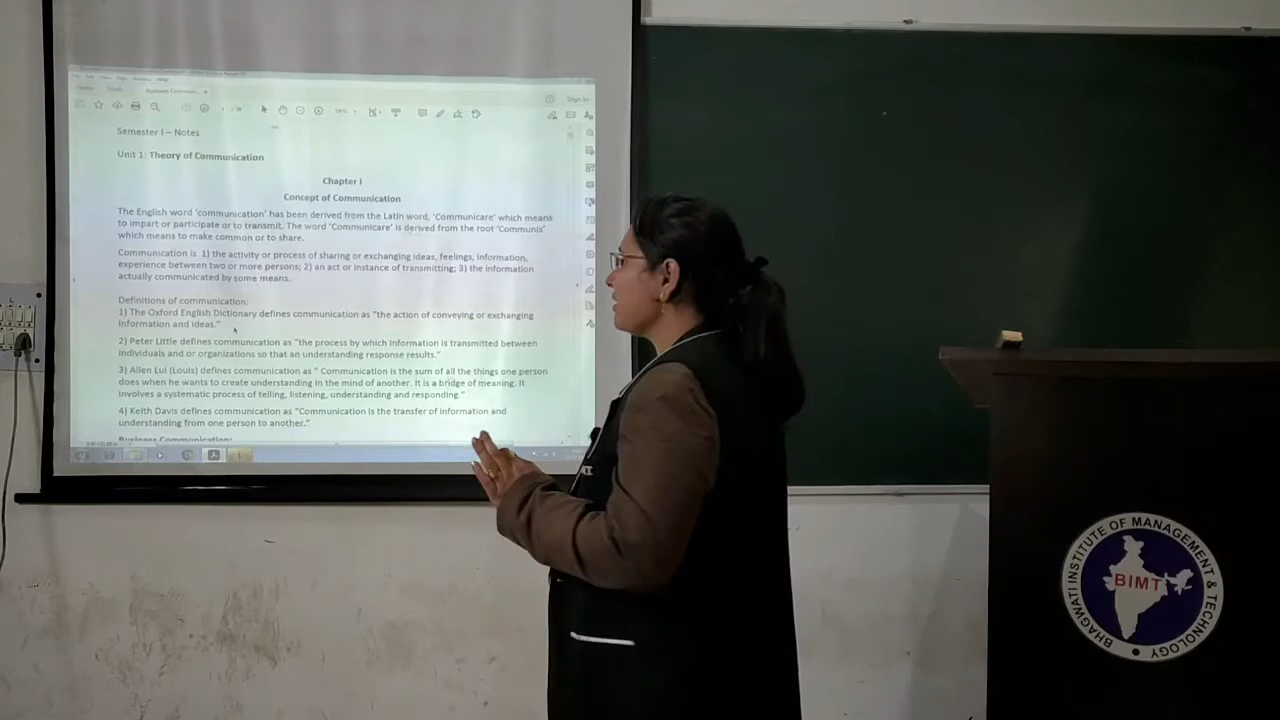 Sign In
Semester I – Notes
Unit 1: Theory of Communication
Chapter I
Concept of Communication
The English word 'communication' has been derived from the Latin word, 'Communicare' which means
to impart or participate or to transmit. The word 'Communicare' is derived from the root 'Communis'
which means to make common or to share.
Communication is 1) the activity or process of sharing or exchanging ideas, feelings, information,
experience between two or more persons; 2) an act or instance of transmitting; 3) the information
actually communicated by some means.
Definitions of communication:
1) The Oxford English Dictionary defines communication as "the action of conveying or exchanging
information and ideas."
2) Peter Little defines communication as "the process by which information is transmitted between
individuals and or organizations so that an understanding response results."
3) Allen Lui (Louis) defines communication as " Communication is the sum of all the things one person
does when he wants to create understanding in the mind of another. It is a bridge of meaning. It
involves a systematic process of telling, listening, understanding and responding."
4) Keith Davis defines communication as "Communication is the transfer of information and
understanding from one person to another."
Business Communication:
BHAGWATI INSTITUTE OF MANAGEMENT & TECHNOLOGY
BIMT